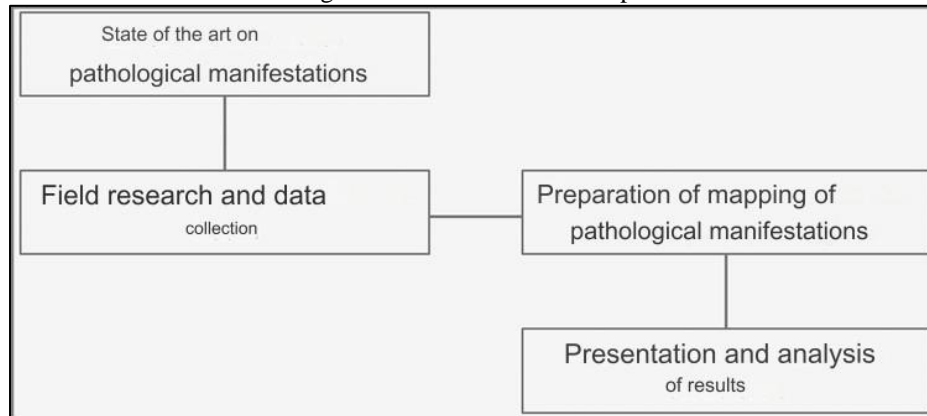 State of the art on
pathological manifestations
Field research and data
collection
Preparation of mapping of
pathological manifestations
Presentation and analysis
of results